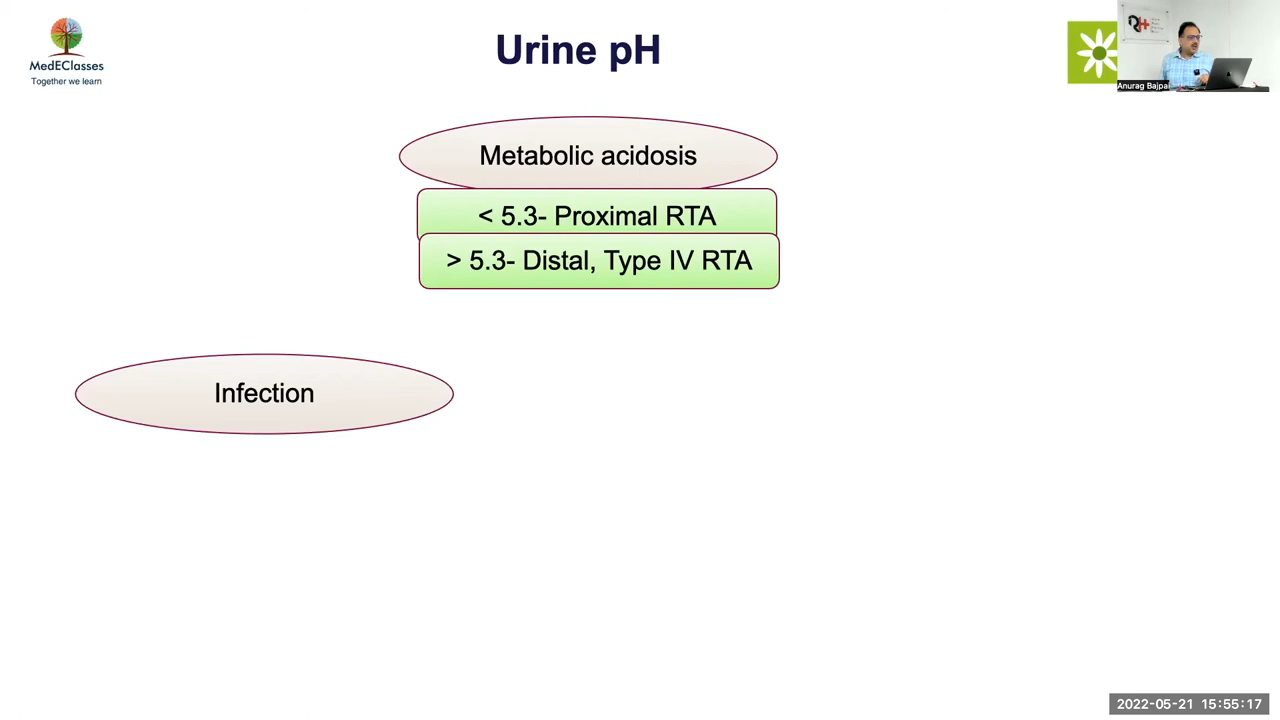 MedEClasses
Together we learn
Urine pH
Anurag Bajpai
Metabolic acidosis
< 5.3- Proximal RTA
> 5.3- Distal, Type IV RTA
Infection
2022-05-21 15:55:17